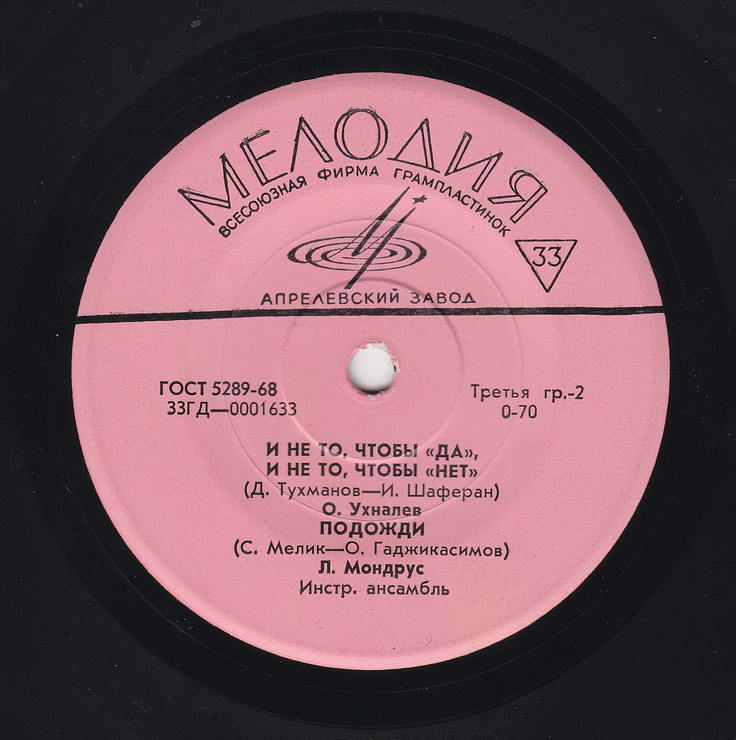 МЕЛОДИЯ
ВСЕСОЮЗНАЯ ФИРМА ГРАМПЛАСТИНОК
33
АПРЕЛЕВСКИЙ ЗАВОД
ГОСТ 5289-68
Третья гр.-2
33ГД—0001633
0-70
И НЕ ТО, ЧТОБЫ «ДА»,
И НЕ ТО, ЧТОБЫ «НЕТ»
(Д. Тухманов—И. Шаферан)
О. Ухналев
ПОДОЖДИ
(С. Мелик—О. Гаджикасимов)
Л. Мондрус
Инстр. ансамбль